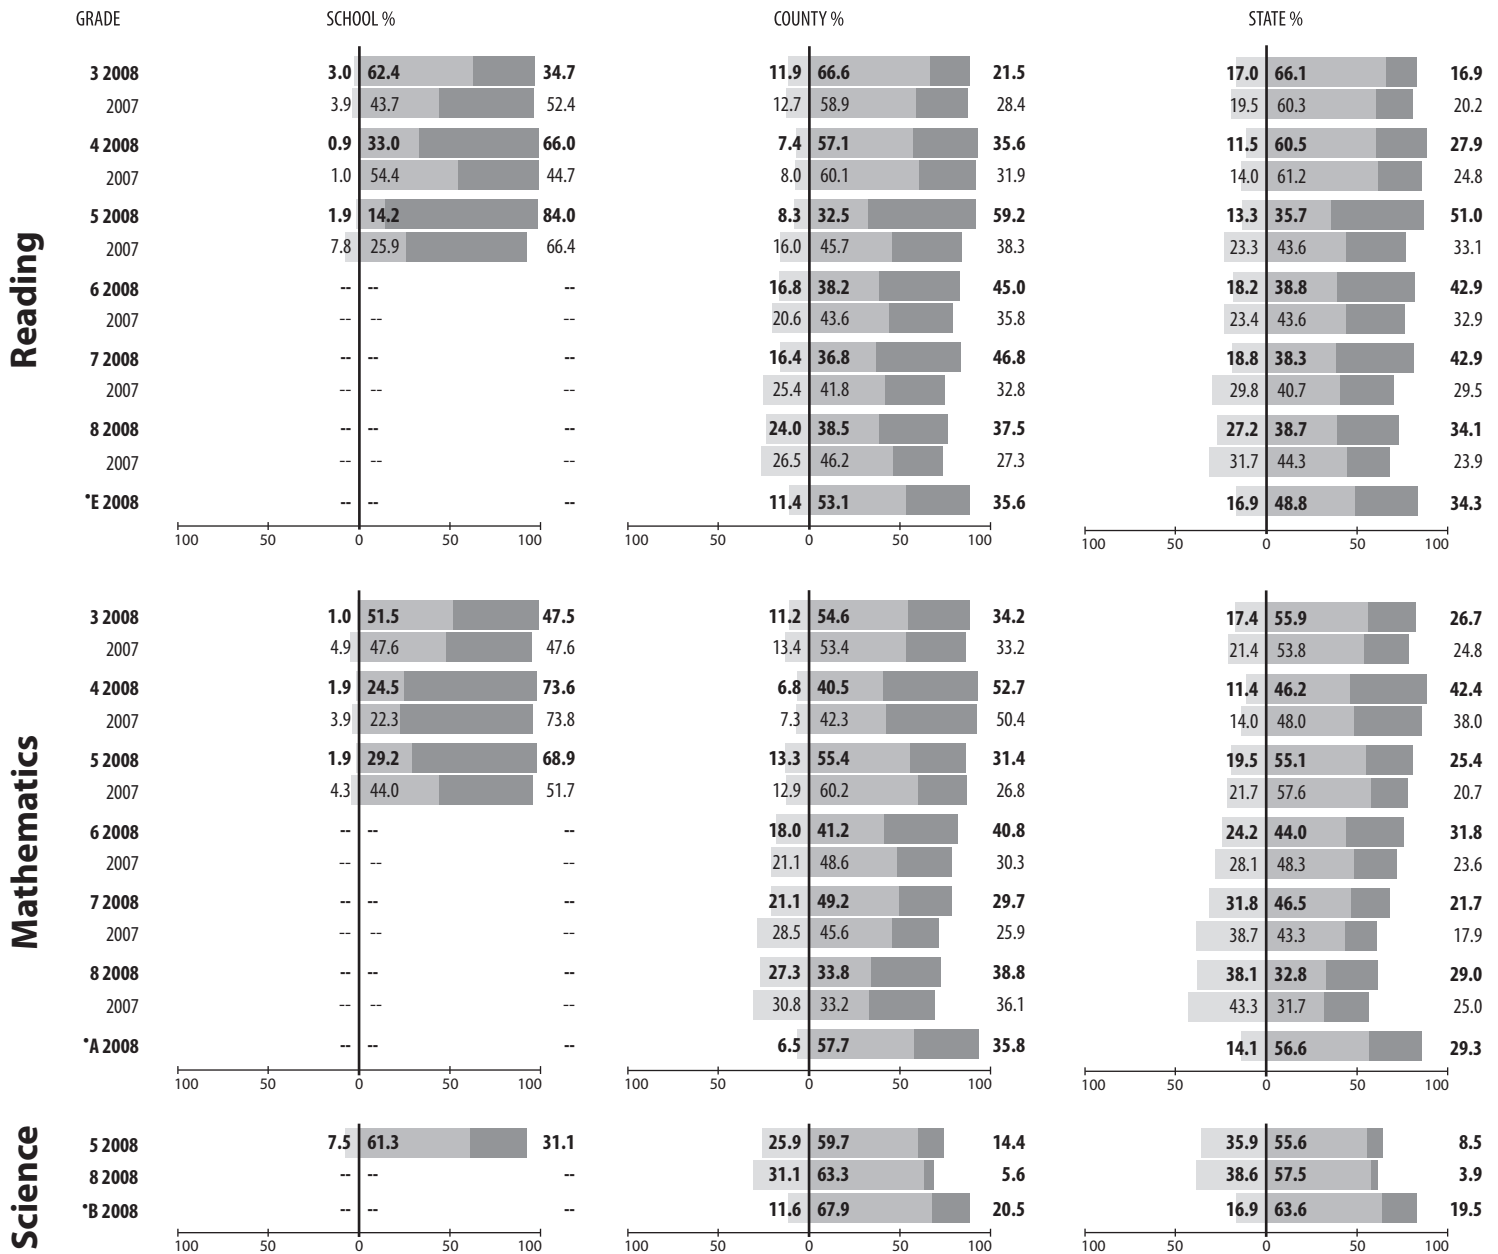 GRADE SCHOOL % COUNTY % STATE %
Reading
3 2008 3.0 62.4 34.7 11.9 66.6 21.5 17.0 66.1 16.9
2007 3.9 43.7 52.4 12.7 58.9 28.4 19.5 60.3 20.2
4 2008 0.9 33.0 66.0 7.4 57.1 35.6 11.5 60.5 27.9
2007 1.0 54.4 44.7 8.0 60.1 31.9 14.0 61.2 24.8
5 2008 1.9 14.2 84.0 8.3 32.5 59.2 13.3 35.7 51.0
2007 7.8 25.9 66.4 16.0 45.7 38.3 23.3 43.6 33.1
6 2008 -- -- -- 16.8 38.2 45.0 18.2 38.8 42.9
2007 -- -- -- 20.6 43.6 35.8 23.4 43.6 32.9
7 2008 -- -- -- 16.4 36.8 46.8 18.8 38.3 42.9
2007 -- -- -- 25.4 41.8 32.8 29.8 40.7 29.5
8 2008 -- -- -- 24.0 38.5 37.5 27.2 38.7 34.1
2007 -- -- -- 26.5 46.2 27.3 31.7 44.3 23.9
•E 2008 -- -- -- 11.4 53.1 35.6 16.9 48.8 34.3
100 50 0 50 100 100 50 0 50 100 100 50 0 50 100
Mathematics
3 2008 1.0 51.5 47.5 11.2 54.6 34.2 17.4 55.9 26.7
2007 4.9 47.6 47.6 13.4 53.4 33.2 21.4 53.8 24.8
4 2008 1.9 24.5 73.6 6.8 40.5 52.7 11.4 46.2 42.4
2007 3.9 22.3 73.8 7.3 42.3 50.4 14.0 48.0 38.0
5 2008 1.9 29.2 68.9 13.3 55.4 31.4 19.5 55.1 25.4
2007 4.3 44.0 51.7 12.9 60.2 26.8 21.7 57.6 20.7
6 2008 -- -- -- 18.0 41.2 40.8 24.2 44.0 31.8
2007 -- -- -- 21.1 48.6 30.3 28.1 48.3 23.6
7 2008 -- -- -- 21.1 49.2 29.7 31.8 46.5 21.7
2007 -- -- -- 28.5 45.6 25.9 38.7 43.3 17.9
8 2008 -- -- -- 27.3 33.8 38.8 38.1 32.8 29.0
2007 -- -- -- 30.8 33.2 36.1 43.3 31.7 25.0
•A 2008 -- -- -- 6.5 57.7 35.8 14.1 56.6 29.3
100 50 0 50 100 100 50 0 50 100 100 50 0 50 100
Science
5 2008 7.5 61.3 31.1 25.9 59.7 14.4 35.9 55.6 8.5
8 2008 -- -- -- 31.1 63.3 5.6 38.6 57.5 3.9
•B 2008 -- -- -- 11.6 67.9 20.5 16.9 63.6 19.5
100 50 0 50 100 100 50 0 50 100 100 50 0 50 100